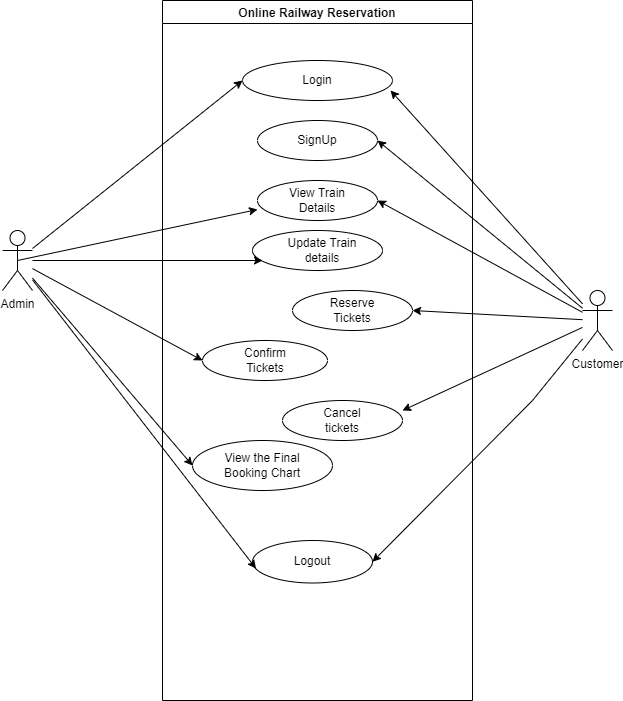 Online Railway Reservation
Login
SignUp
View Train
Details
Update Train
details
Admin
Reserve
Tickets
Confirm
Tickets
Customer
Cancel
tickets
View the Final
Booking Chart
Logout